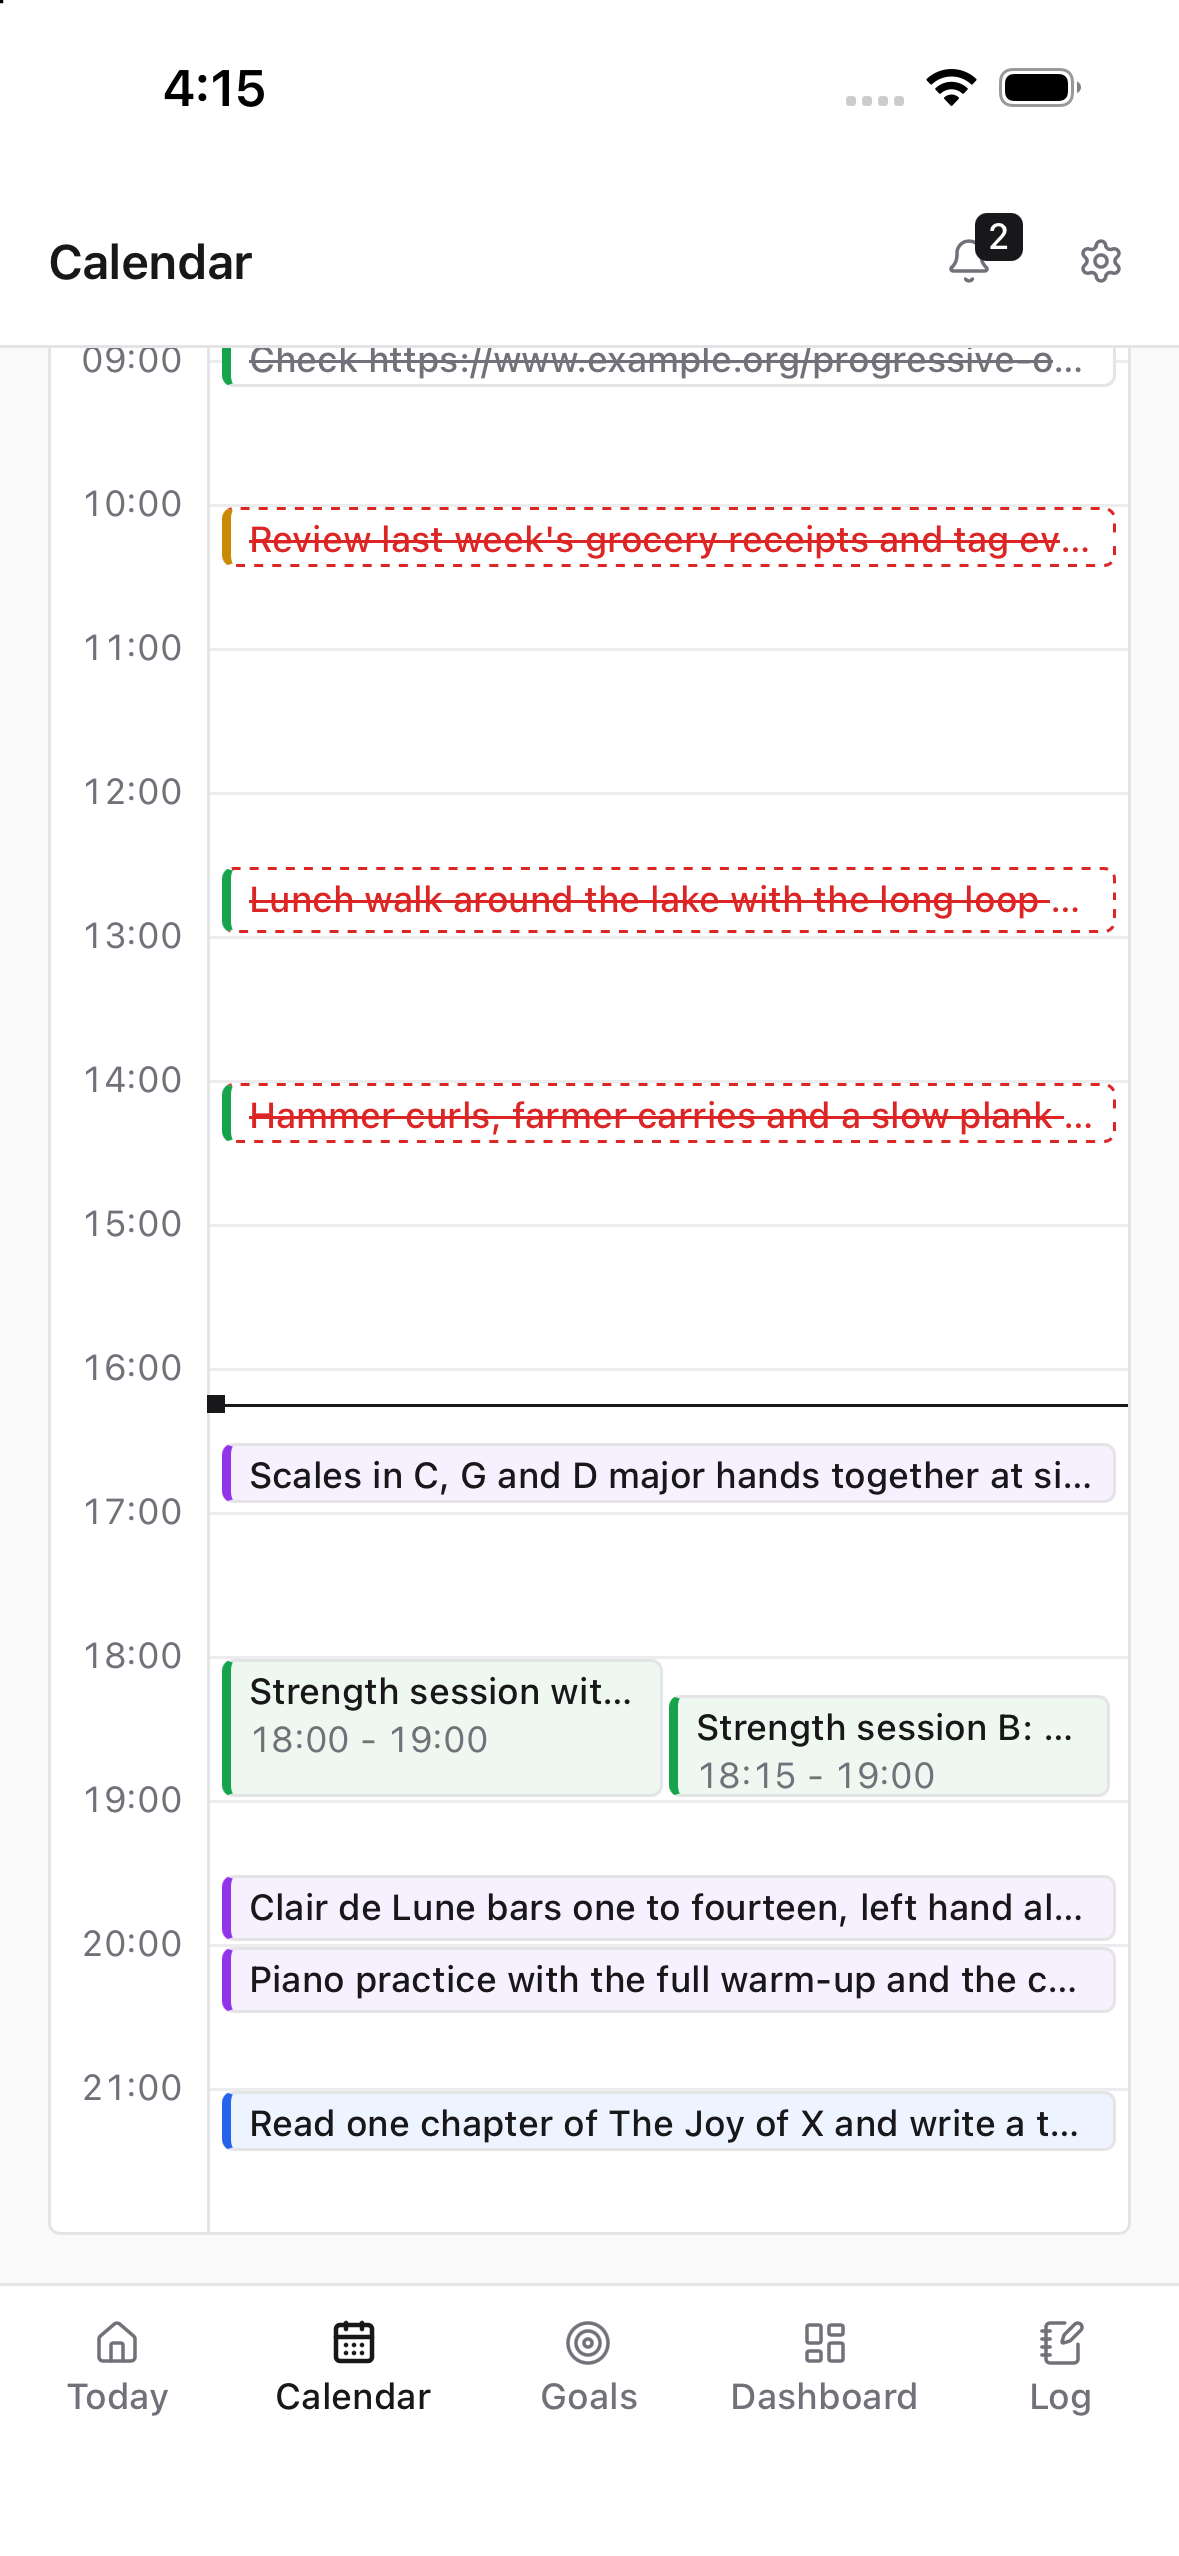 4:15
Calendar
2
09:00
Check https://www.example.org/progressive-o...
10:00
Review last week's grocery receipts and tag ev...
11:00
12:00
Lunch walk around the lake with the long loop ...
13:00
14:00
Hammer curls, farmer carries and a slow plank ...
15:00
16:00
Scales in C, G and D major hands together at si...
17:00
18:00
Strength session wit...
18:00 - 19:00
Strength session B: ...
18:15 - 19:00
19:00
Clair de Lune bars one to fourteen, left hand al...
20:00
Piano practice with the full warm-up and the c...
21:00
Read one chapter of The Joy of X and write a t...
Today
Calendar
Goals
Dashboard
Log